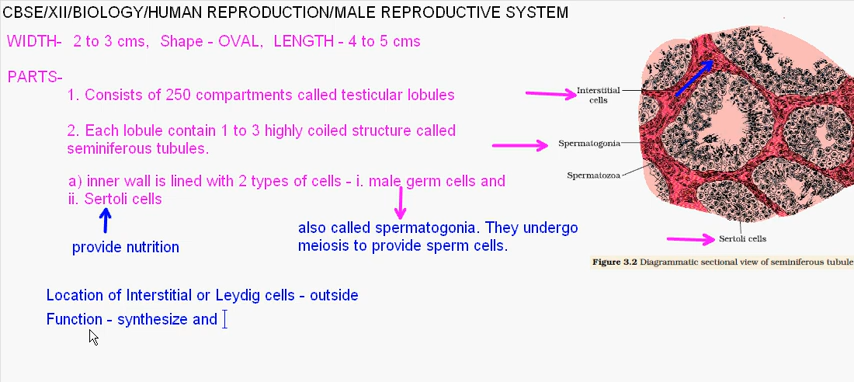 CBSE/XII/BIOLOGY/HUMAN REPRODUCTION/MALE REPRODUCTIVE SYSTEM
WIDTH- 2 to 3 cms, Shape - OVAL, LENGTH - 4 to 5 cms
PARTS-
1. Consists of 250 compartments called testicular lobules
2. Each lobule contain 1 to 3 highly coiled structure called
seminiferous tubules.
a) inner wall is lined with 2 types of cells - i. male germ cells and
ii. Sertoli cells
provide nutrition
also called spermatogonia. They undergo
meiosis to provide sperm cells.
Location of Interstitial or Leydig cells - outside
Function - synthesize and
Interstitial
cells
Spermatogonia
Spermatozoa
Sertoli cells
Figure 3.2 Diagrammatic sectional view of seminiferous tubule